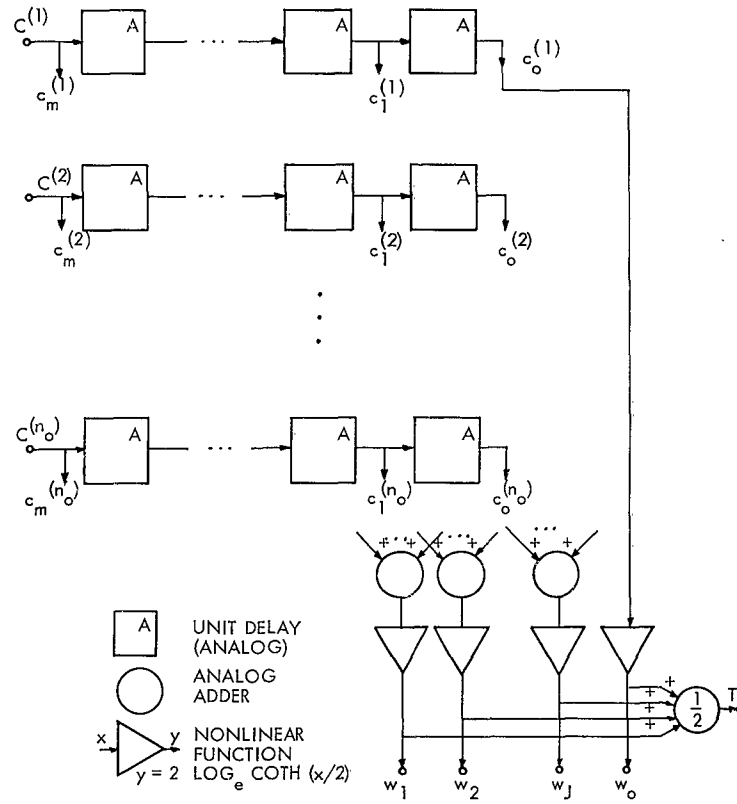 C^(1) A ... A A c_o^(1)
c_m^(1) c_1^(1)
C^(2) A ... A A
c_m^(2) c_1^(2) c_o^(2)
C^(n_o) A ... A A
c_m^(n_o) c_1^(n_o) c_o^(n_o)
+ ... + + ... + + ... +
A UNIT DELAY
(ANALOG)
ANALOG
ADDER
+ + + + 1/2 T
x y NONLINEAR
FUNCTION
y = 2 LOG_e COTH (x/2)
w_1 w_2 w_J w_o